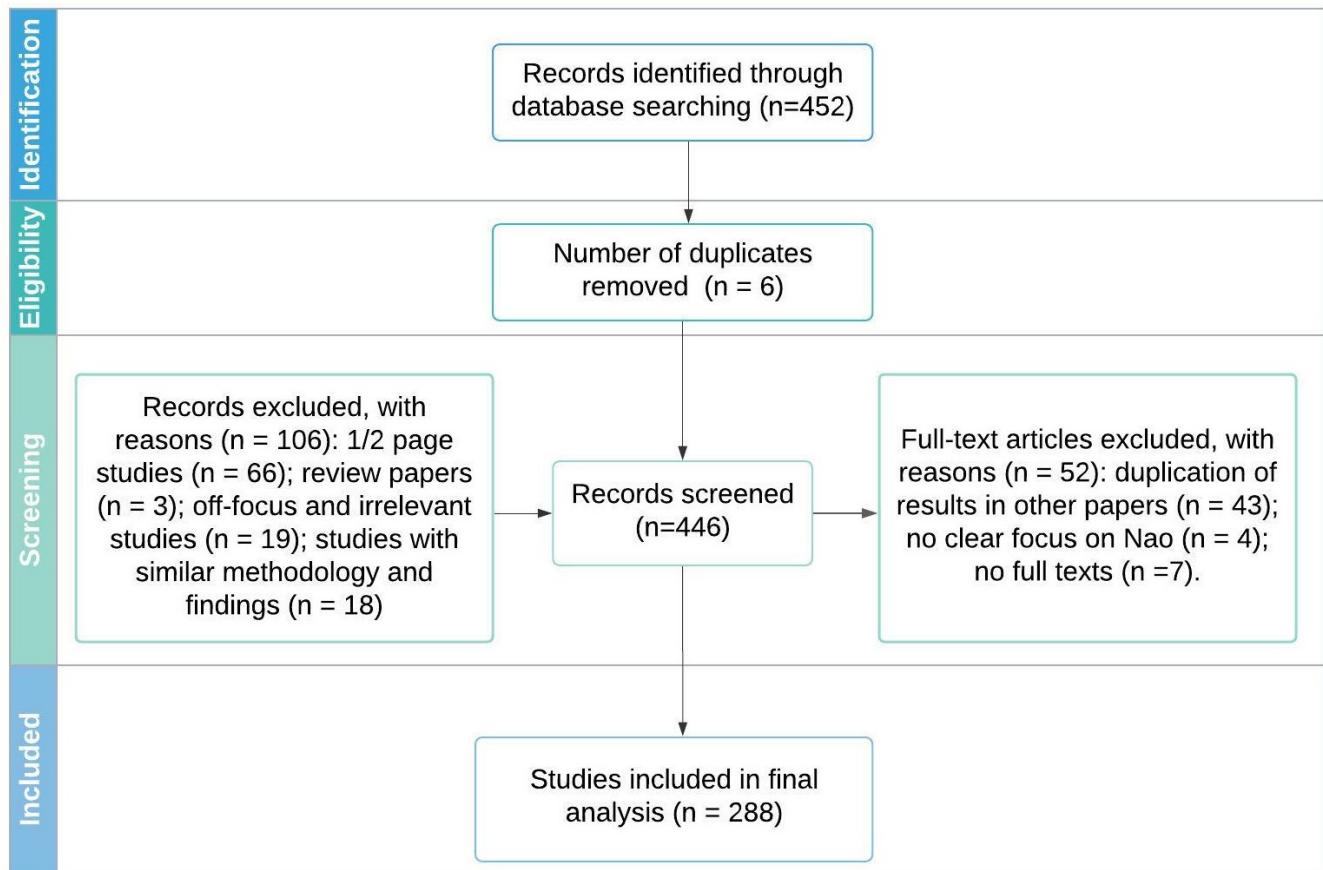 Identification
Records identified through
database searching (n=452)
Eligibility
Number of duplicates
removed (n = 6)
Screening
Records excluded, with
reasons (n = 106): 1/2 page
studies (n = 66); review papers
(n = 3); off-focus and irrelevant
studies (n = 19); studies with
similar methodology and
findings (n = 18)
Records screened
(n=446)
Full-text articles excluded, with
reasons (n = 52): duplication of
results in other papers (n = 43);
no clear focus on Nao (n = 4);
no full texts (n =7).
Included
Studies included in final
analysis (n = 288)